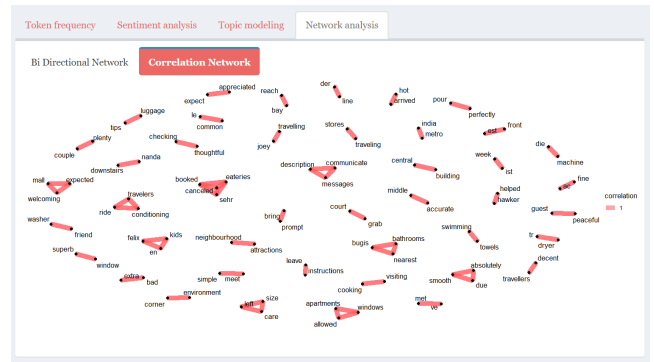 Token frequency Sentiment analysis Topic modeling Network analysis
Bi Directional Network Correlation Network
appreciated
expect
reach
bay
der
line
hot
arrived
pour
perfectly
luggage
tips
le
common
travelling
joey
stores
traveling
india
metro
front
est
plenty
couple
checking
thoughtful
die
machine
nanda
downstairs
description
communicate
messages
central
building
week
ist
mall
expected
welcoming
booked
eateries
canceled
sehr
fine
ac
travelers
ride
conditioning
middle
accurate
helped
hawker
correlation
1
washer
friend
bring
prompt
court
grab
guest
peaceful
felix
kids
en
neighbourhood
attractions
bugis
bathrooms
nearest
swimming
towels
tr
dryer
superb
window
leave
instructions
absolutely
smooth
due
decent
travellers
extra
bad
simple
meet
visiting
cooking
environment
corner
size
left
care
apartments
windows
allowed
met
ve